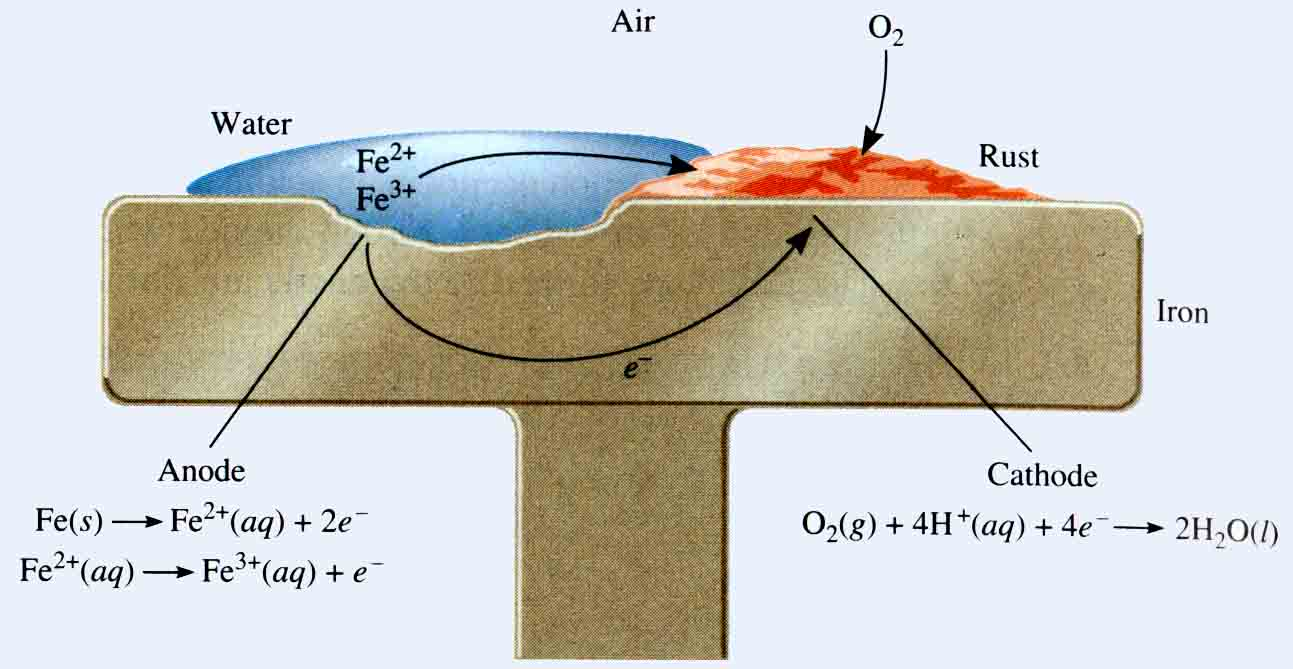 Air
O₂
Water
Fe²⁺
Fe³⁺
Rust
Iron
e⁻
Anode
Cathode
Fe(s) ⟶ Fe²⁺(aq) + 2e⁻
O₂(g) + 4H⁺(aq) + 4e⁻ ⟶ 2H₂O(l)
Fe²⁺(aq) ⟶ Fe³⁺(aq) + e⁻